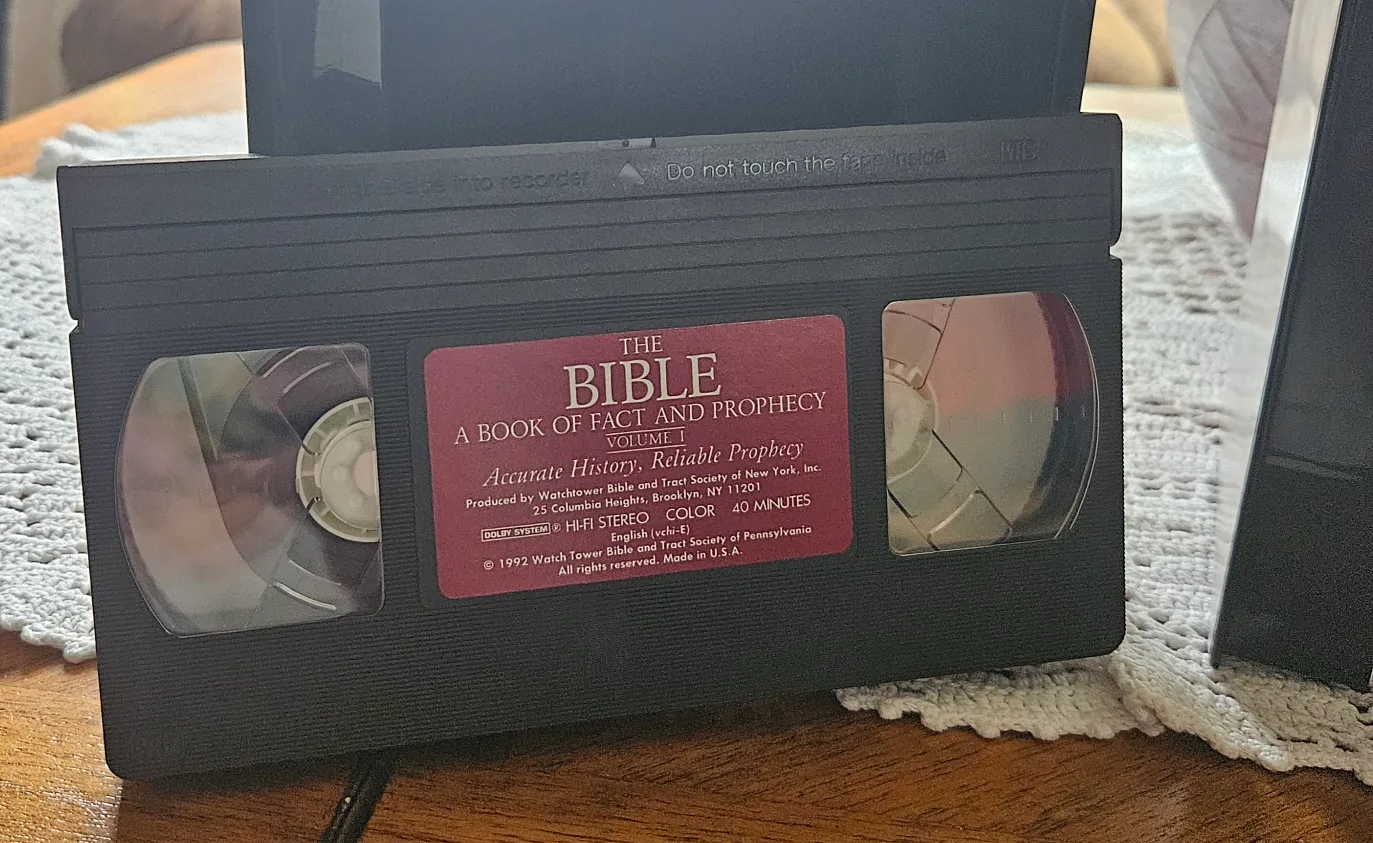 into recorder
Do not touch the tape inside
VHS
THE
BIBLE
A BOOK OF FACT AND PROPHECY
VOLUME I
Accurate History, Reliable Prophecy
Produced by Watchtower Bible and Tract Society of New York, Inc.
25 Columbia Heights, Brooklyn, NY 11201
DOLBY SYSTEM ® HI-FI STEREO COLOR 40 MINUTES
English (vchi-E)
© 1992 Watch Tower Bible and Tract Society of Pennsylvania
All rights reserved. Made in U.S.A.